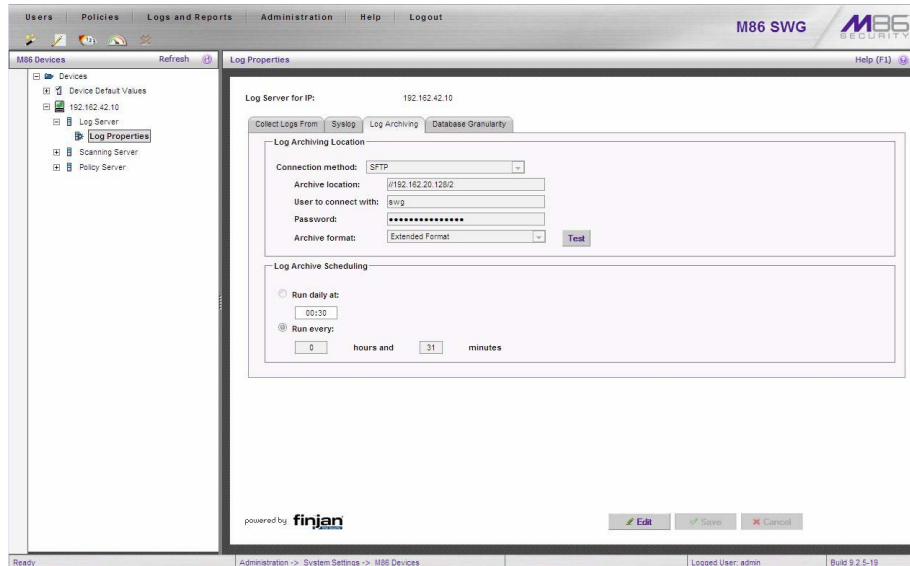 Users Policies Logs and Reports Administration Help Logout
M86 SWG
M86 SECURITY
M86 Devices Refresh
Log Properties Help (F1)
Devices
Device Default Values
192.162.42.10
Log Server
Log Properties
Scanning Server
Policy Server
Log Server for IP: 192.162.42.10
Collect Logs From Syslog Log Archiving Database Granularity
Log Archiving Location
Connection method: SFTP
Archive location: //192.162.20.128/2
User to connect with: swg
Password: •••••••••••••••
Archive format: Extended Format Test
Log Archive Scheduling
Run daily at:
00:30
Run every:
0 hours and 31 minutes
powered by finjan
Edit Save Cancel
Ready Administration -> System Settings -> M86 Devices Logged User: admin Build 9.2.5-19